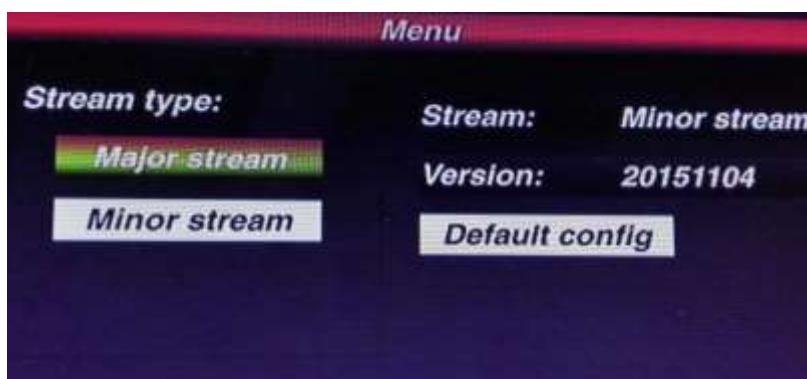 Menu
Stream type:
Major stream
Minor stream
Stream: Minor stream
Version: 20151104
Default config